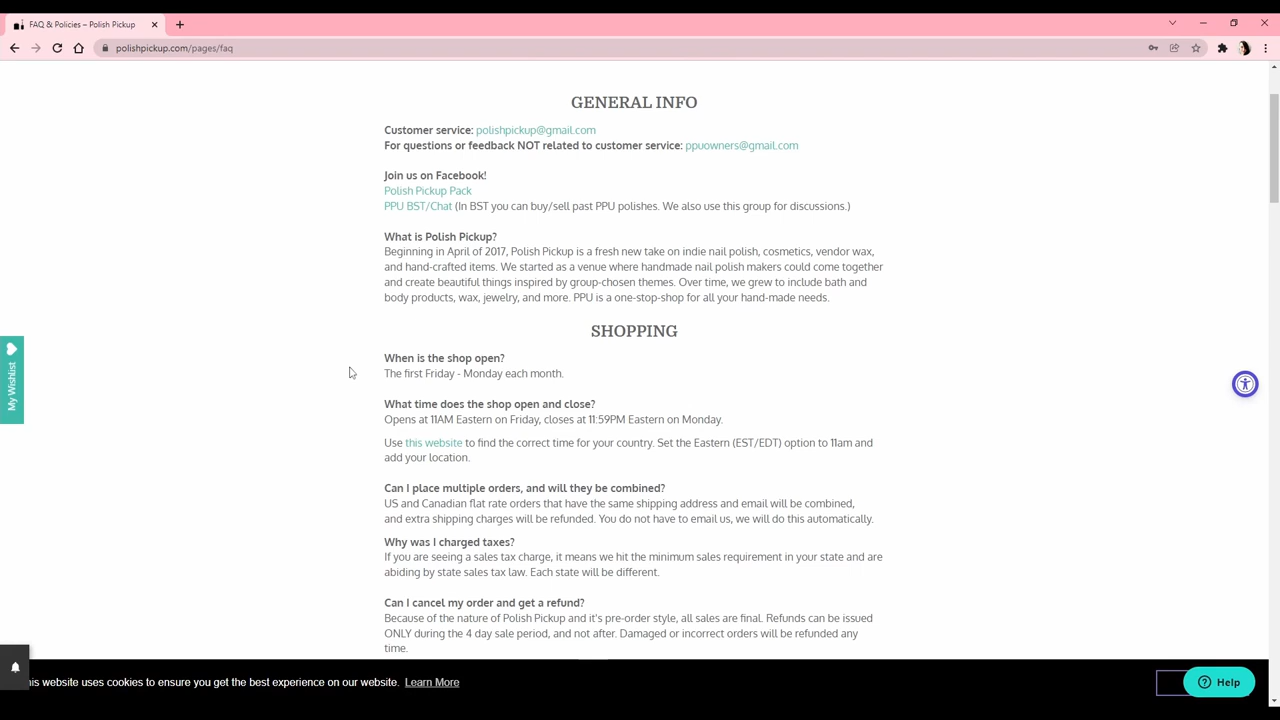 FAQ & Policies – Polish Pickup
polishpickup.com/pages/faq
GENERAL INFO
Customer service: polishpickup@gmail.com
For questions or feedback NOT related to customer service: ppuowners@gmail.com
Join us on Facebook!
Polish Pickup Pack
PPU BST/Chat (In BST you can buy/sell past PPU polishes. We also use this group for discussions.)
What is Polish Pickup?
Beginning in April of 2017, Polish Pickup is a fresh new take on indie nail polish, cosmetics, vendor wax,
and hand-crafted items. We started as a venue where handmade nail polish makers could come together
and create beautiful things inspired by group-chosen themes. Over time, we grew to include bath and
body products, wax, jewelry, and more. PPU is a one-stop-shop for all your hand-made needs.
SHOPPING
When is the shop open?
The first Friday - Monday each month.
What time does the shop open and close?
Opens at 11AM Eastern on Friday, closes at 11:59PM Eastern on Monday.
Use this website to find the correct time for your country. Set the Eastern (EST/EDT) option to 11am and
add your location.
Can I place multiple orders, and will they be combined?
US and Canadian flat rate orders that have the same shipping address and email will be combined,
and extra shipping charges will be refunded. You do not have to email us, we will do this automatically.
Why was I charged taxes?
If you are seeing a sales tax charge, it means we hit the minimum sales requirement in your state and are
abiding by state sales tax law. Each state will be different.
Can I cancel my order and get a refund?
Because of the nature of Polish Pickup and it's pre-order style, all sales are final. Refunds can be issued
ONLY during the 4 day sale period, and not after. Damaged or incorrect orders will be refunded any
time.
My Wishlist
his website uses cookies to ensure you get the best experience on our website. Learn More
Help